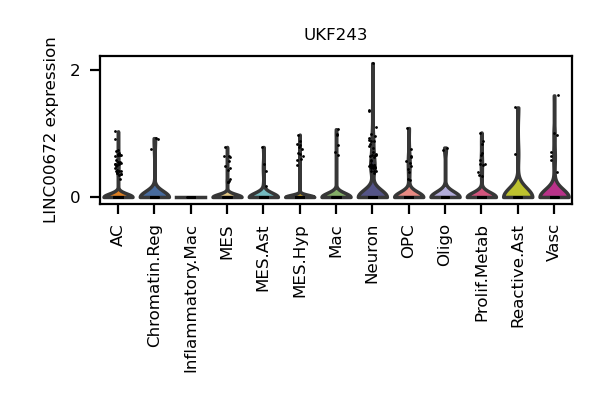 UKF243
LINC00672 expression
2
0
AC
Chromatin.Reg
Inflammatory.Mac
MES
MES.Ast
MES.Hyp
Mac
Neuron
OPC
Oligo
Prolif.Metab
Reactive.Ast
Vasc